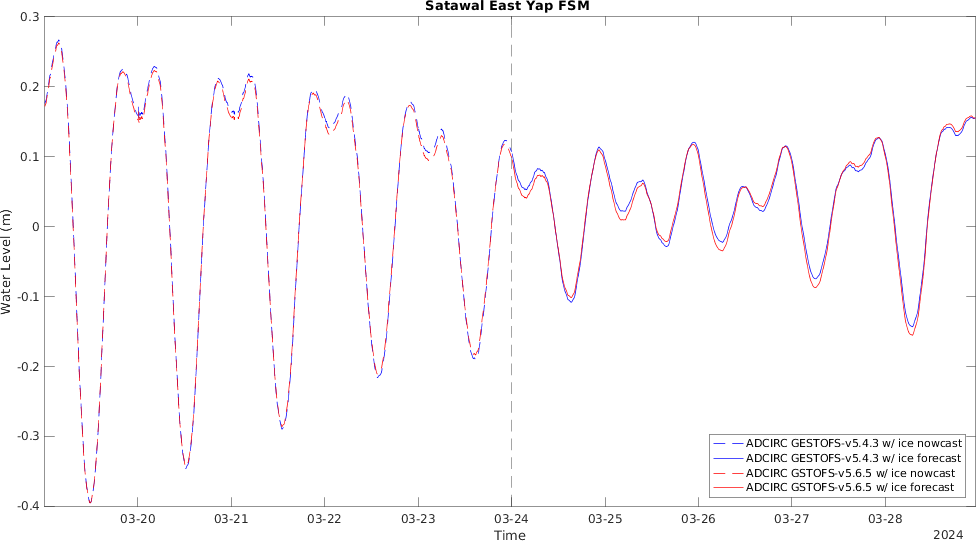 Satawal East Yap FSM
0.3
0.2
0.1
0
-0.1
-0.2
-0.3
-0.4
Water Level (m)
ADCIRC GESTOFS-v5.4.3 w/ ice nowcast
ADCIRC GESTOFS-v5.4.3 w/ ice forecast
ADCIRC GSTOFS-v5.6.5 w/ ice nowcast
ADCIRC GSTOFS-v5.6.5 w/ ice forecast
03-20 03-21 03-22 03-23 03-24 03-25 03-26 03-27 03-28
Time
2024